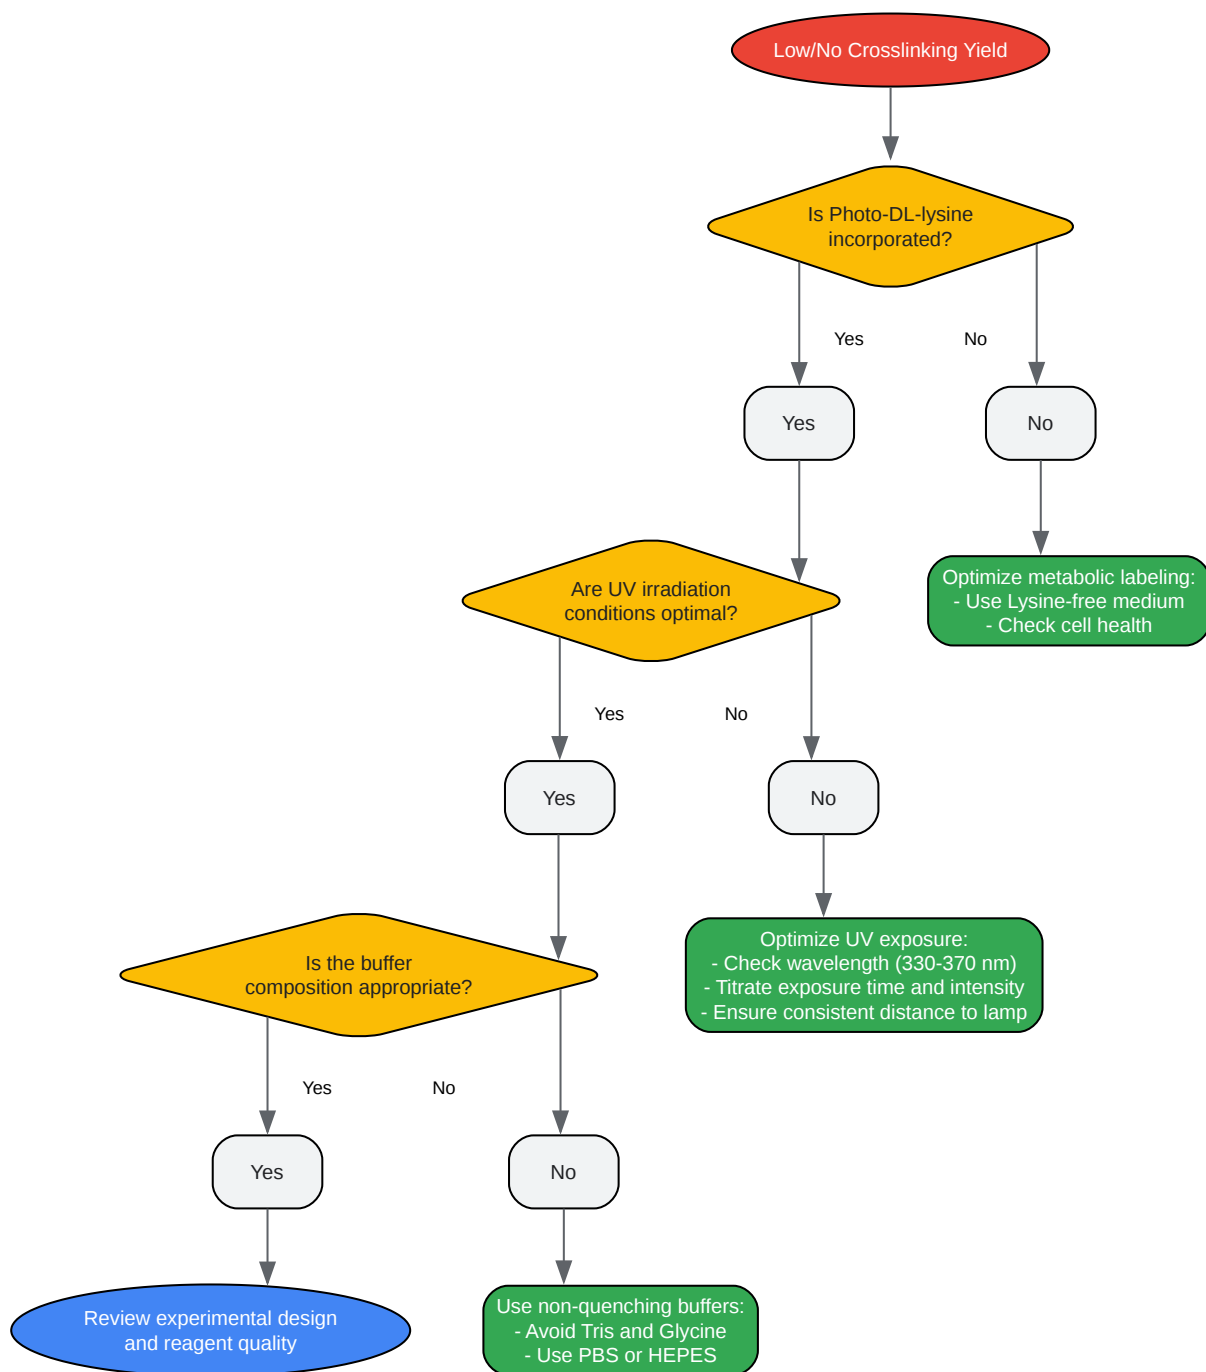 Low/No Crosslinking Yield
Is Photo-DL-lysine
incorporated?
Yes
No
Yes
No
Optimize metabolic labeling:
- Use Lysine-free medium
- Check cell health
Are UV irradiation
conditions optimal?
Yes
No
Yes
No
Optimize UV exposure:
- Check wavelength (330-370 nm)
- Titrate exposure time and intensity
- Ensure consistent distance to lamp
Is the buffer
composition appropriate?
Yes
No
Yes
No
Review experimental design
and reagent quality
Use non-quenching buffers:
- Avoid Tris and Glycine
- Use PBS or HEPES